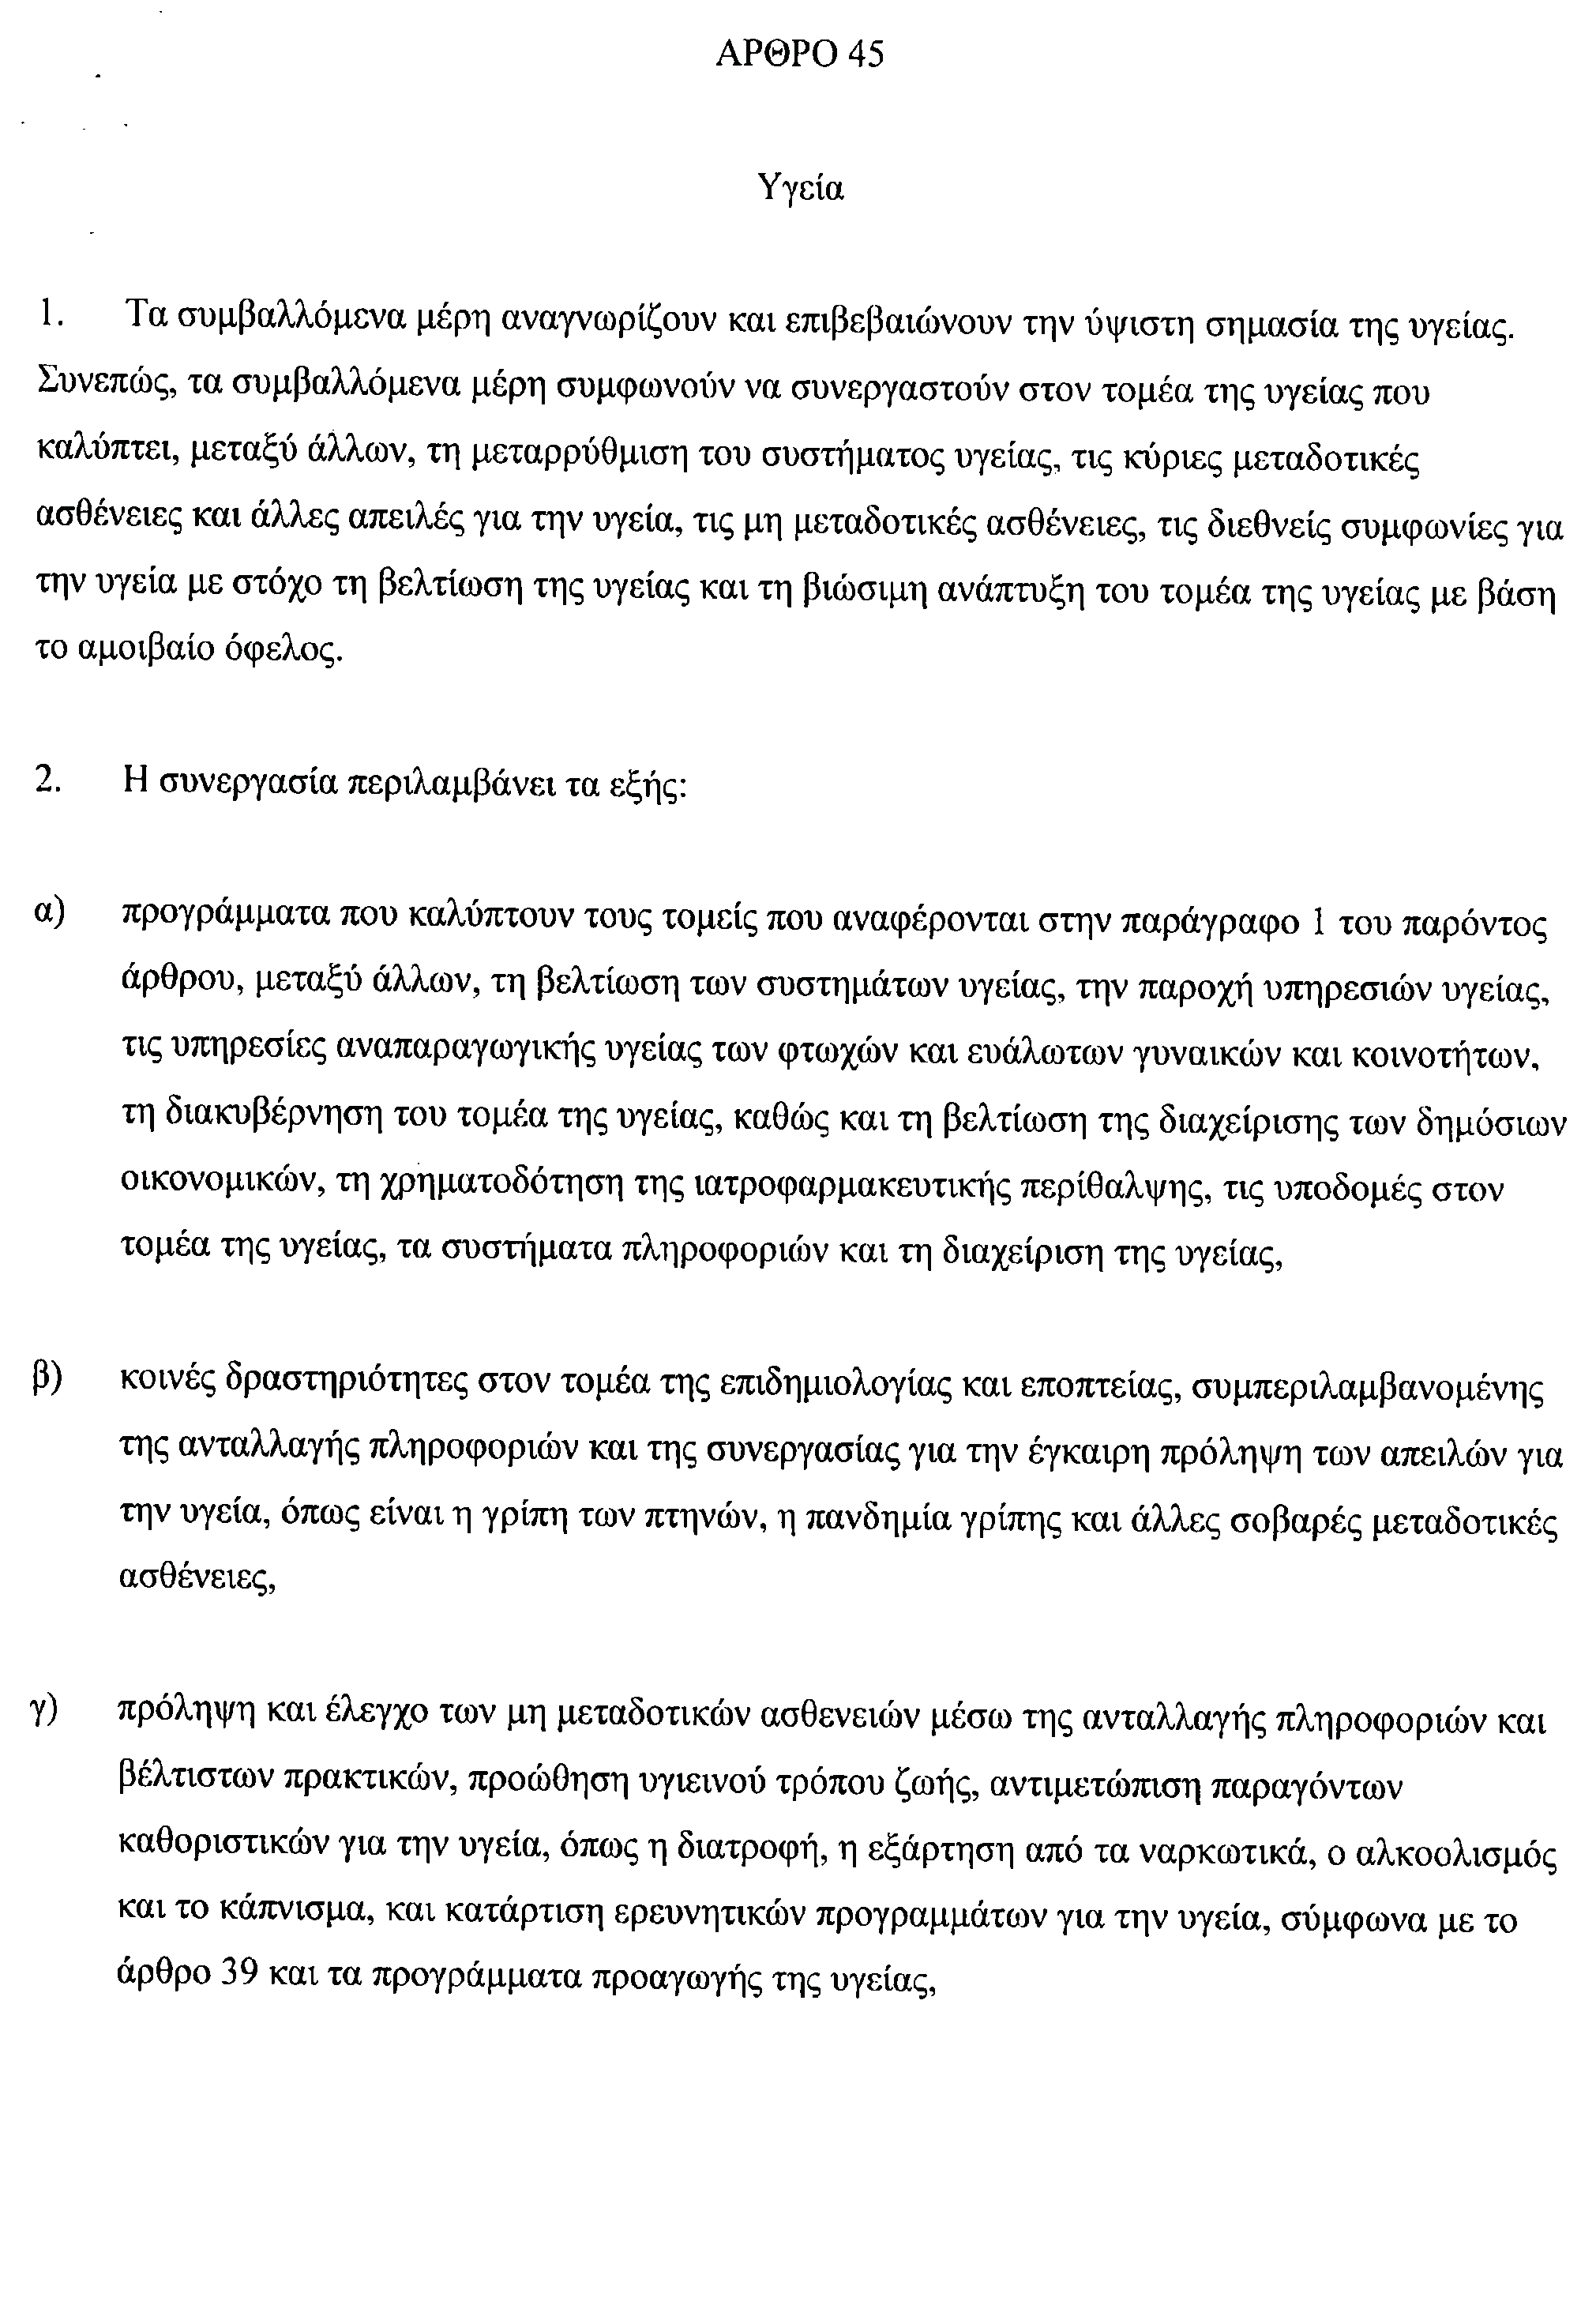 ΑΡΘΡΟ 45
Υγεία
1. Τα συμβαλλόμενα μέρη αναγνωρίζουν και επιβεβαιώνουν την ύψιστη σημασία της υγείας.
Συνεπώς, τα συμβαλλόμενα μέρη συμφωνούν να συνεργαστούν στον τομέα της υγείας που
καλύπτει, μεταξύ άλλων, τη μεταρρύθμιση του συστήματος υγείας, τις κύριες μεταδοτικές
ασθένειες και άλλες απειλές για την υγεία, τις μη μεταδοτικές ασθένειες, τις διεθνείς συμφωνίες για
την υγεία με στόχο τη βελτίωση της υγείας και τη βιώσιμη ανάπτυξη του τομέα της υγείας με βάση
το αμοιβαίο όφελος.
2. Η συνεργασία περιλαμβάνει τα εξής:
α) προγράμματα που καλύπτουν τους τομείς που αναφέρονται στην παράγραφο 1 του παρόντος
άρθρου, μεταξύ άλλων, τη βελτίωση των συστημάτων υγείας, την παροχή υπηρεσιών υγείας,
τις υπηρεσίες αναπαραγωγικής υγείας των φτωχών και ευάλωτων γυναικών και κοινοτήτων,
τη διακυβέρνηση του τομέα της υγείας, καθώς και τη βελτίωση της διαχείρισης των δημόσιων
οικονομικών, τη χρηματοδότηση της ιατροφαρμακευτικής περίθαλψης, τις υποδομές στον
τομέα της υγείας, τα συστήματα πληροφοριών και τη διαχείριση της υγείας,
β) κοινές δραστηριότητες στον τομέα της επιδημιολογίας και εποπτείας, συμπεριλαμβανομένης
της ανταλλαγής πληροφοριών και της συνεργασίας για την έγκαιρη πρόληψη των απειλών για
την υγεία, όπως είναι η γρίπη των πτηνών, η πανδημία γρίπης και άλλες σοβαρές μεταδοτικές
ασθένειες,
γ) πρόληψη και έλεγχο των μη μεταδοτικών ασθενειών μέσω της ανταλλαγής πληροφοριών και
βέλτιστων πρακτικών, προώθηση υγιεινού τρόπου ζωής, αντιμετώπιση παραγόντων
καθοριστικών για την υγεία, όπως η διατροφή, η εξάρτηση από τα ναρκωτικά, ο αλκοολισμός
και το κάπνισμα, και κατάρτιση ερευνητικών προγραμμάτων για την υγεία, σύμφωνα με το
άρθρο 39 και τα προγράμματα προαγωγής της υγείας,